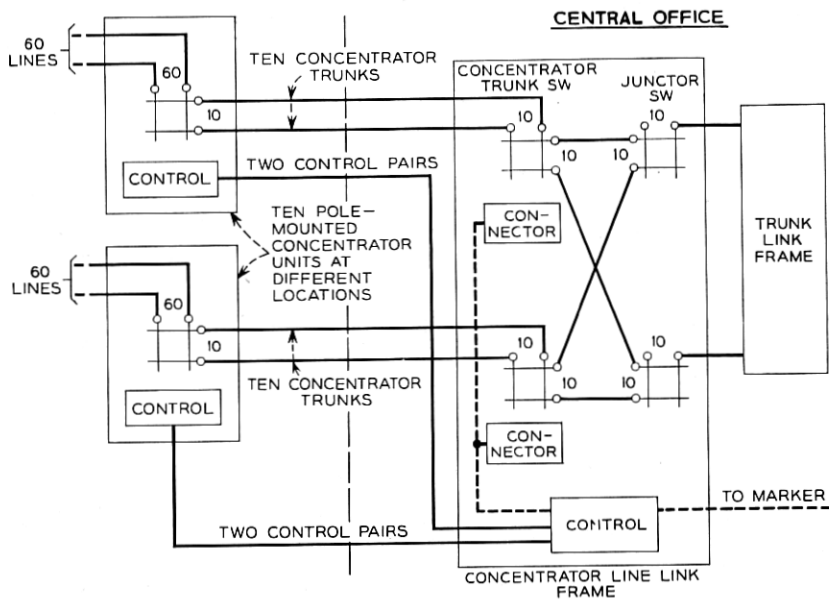 CENTRAL OFFICE
60
LINES
60
10
TEN CONCENTRATOR
TRUNKS
CONCENTRATOR
TRUNK SW
JUNCTOR
SW
10
10
10
10
CONTROL
TWO CONTROL PAIRS
TEN POLE-
MOUNTED
CONCENTRATOR
UNITS AT
DIFFERENT
LOCATIONS
CON-
NECTOR
TRUNK
LINK
FRAME
60
LINES
60
10
TEN CONCENTRATOR
TRUNKS
10
10
10
10
CONTROL
CON-
NECTOR
TWO CONTROL PAIRS
CONTROL
TO MARKER
CONCENTRATOR LINE LINK
FRAME